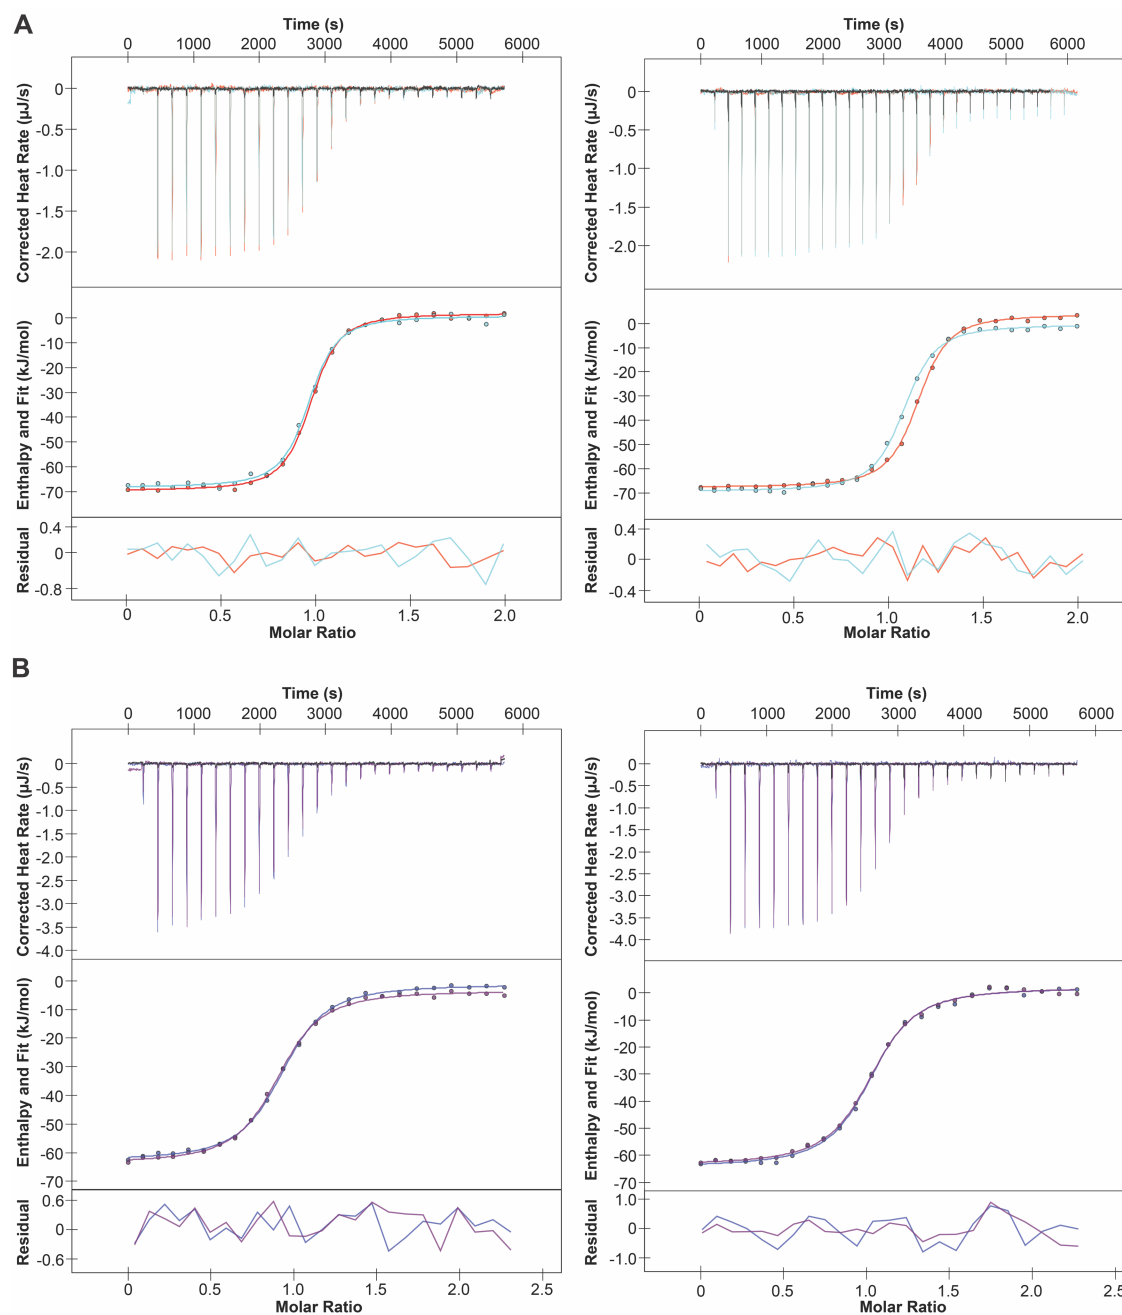 A
Time (s)
0 1000 2000 3000 4000 5000 6000
Corrected Heat Rate (µJ/s)
0
-0.5
-1.0
-1.5
-2.0
Enthalpy and Fit (kJ/mol)
0
-10
-20
-30
-40
-50
-60
-70
Residual
0.4
0
-0.8
0 0.5 1.0 1.5 2.0
Molar Ratio
Time (s)
0 1000 2000 3000 4000 5000 6000
Corrected Heat Rate (µJ/s)
0
-0.5
-1.0
-1.5
-2.0
Enthalpy and Fit (kJ/mol)
0
-10
-20
-30
-40
-50
-60
-70
Residual
0.4
0
-0.4
0 0.5 1.0 1.5 2.0
Molar Ratio
B
Time (s)
0 1000 2000 3000 4000 5000 6000
Corrected Heat Rate (µJ/s)
0
-0.5
-1.0
-1.5
-2.0
-2.5
-3.0
-3.5
-4.0
Enthalpy and Fit (kJ/mol)
0
-10
-20
-30
-40
-50
-60
-70
Residual
0.6
0
-0.6
0 0.5 1.0 1.5 2.0 2.5
Molar Ratio
Time (s)
0 1000 2000 3000 4000 5000 6000
Corrected Heat Rate (µJ/s)
0
-0.5
-1.0
-1.5
-2.0
-2.5
-3.0
-3.5
-4.0
Enthalpy and Fit (kJ/mol)
0
-10
-20
-30
-40
-50
-60
-70
Residual
1.0
0
-1.0
0 0.5 1.0 1.5 2.0 2.5
Molar Ratio